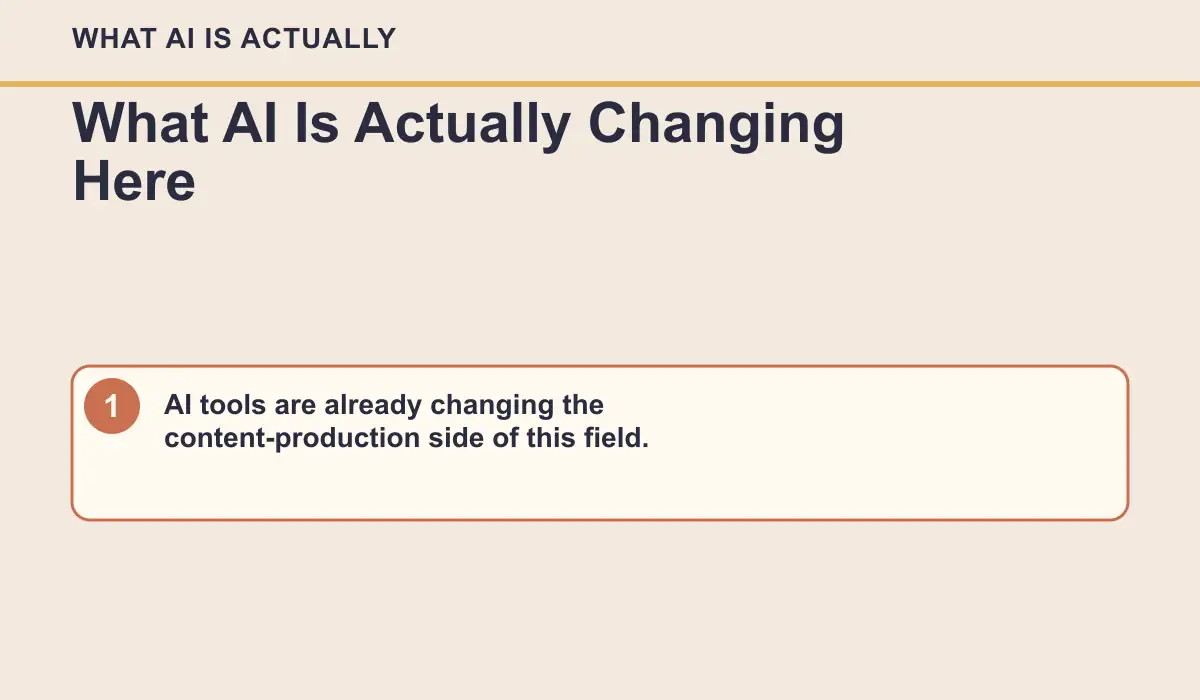 WHAT AI IS ACTUALLY
What AI Is Actually Changing
Here
1
AI tools are already changing the
content-production side of this field.